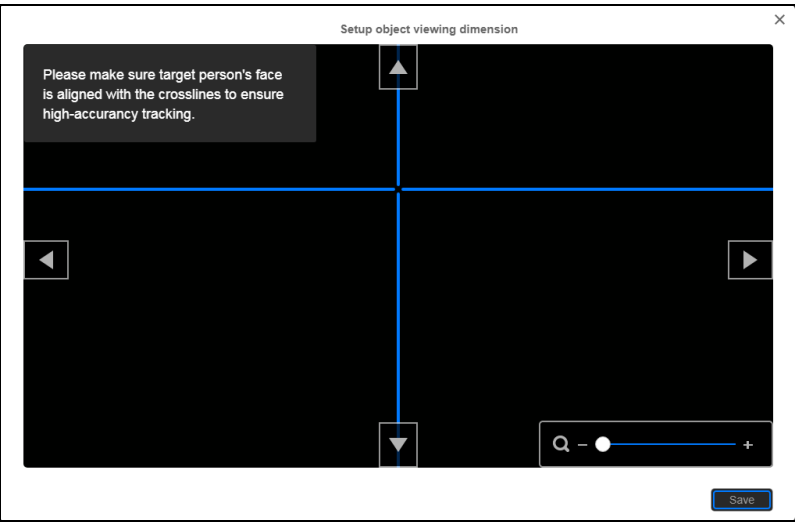 Setup object viewing dimension
Please make sure target person's face
is aligned with the crosslines to ensure
high-accurancy tracking.
Save